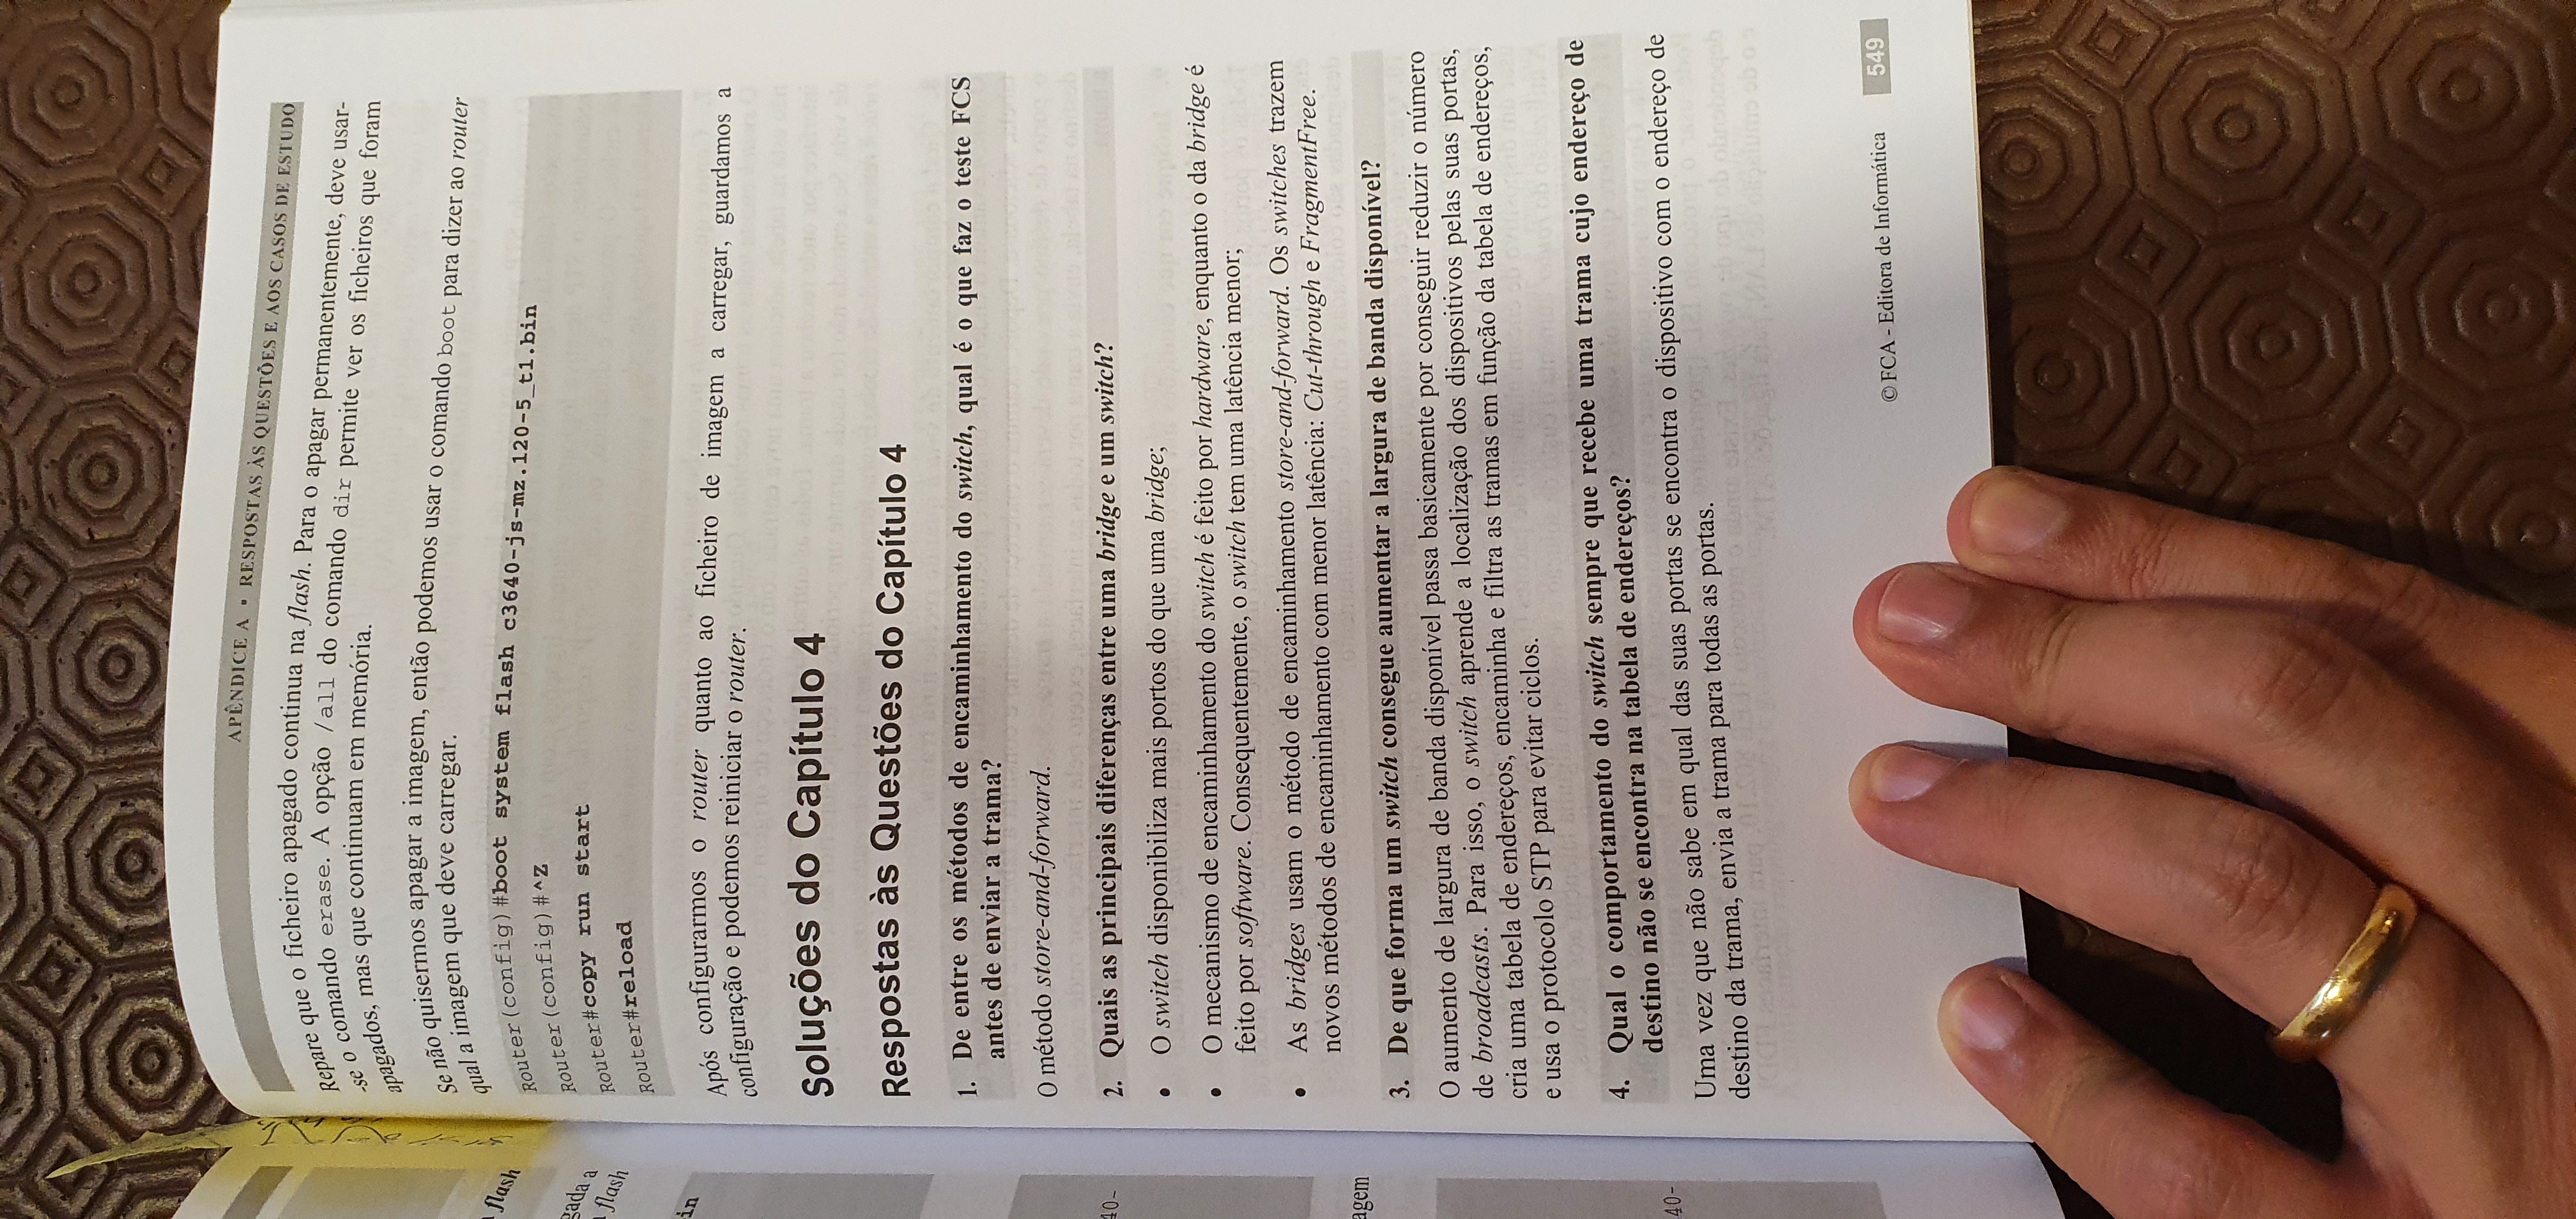 APÊNDICE A • RESPOSTAS ÀS QUESTÕES E AOS CASOS DE ESTUDO
Repare que o ficheiro apagado continua na flash. Para o apagar permanentemente, deve usar-
-se o comando erase. A opção /all do comando dir permite ver os ficheiros que foram
apagados, mas que continuam em memória.
Se não quisermos apagar a imagem, então podemos usar o comando boot para dizer ao router
qual a imagem que deve carregar.
Router(config)#boot system flash c3640-js-mz.120-5_t1.bin
Router(config)#^Z
Router#copy run start
Router#reload
Após configurarmos o router quanto ao ficheiro de imagem a carregar, guardamos a
configuração e podemos reiniciar o router.
Soluções do Capítulo 4
Respostas às Questões do Capítulo 4
1. De entre os métodos de encaminhamento do switch, qual é o que faz o teste FCS
antes de enviar a trama?
O método store-and-forward.
2. Quais as principais diferenças entre uma bridge e um switch?
• O switch disponibiliza mais portos do que uma bridge;
• O mecanismo de encaminhamento do switch é feito por hardware, enquanto o da bridge é
feito por software. Consequentemente, o switch tem uma latência menor;
• As bridges usam o método de encaminhamento store-and-forward. Os switches trazem
novos métodos de encaminhamento com menor latência: Cut-through e FragmentFree.
3. De que forma um switch consegue aumentar a largura de banda disponível?
O aumento de largura de banda disponível passa basicamente por conseguir reduzir o número
de broadcasts. Para isso, o switch aprende a localização dos dispositivos pelas suas portas,
cria uma tabela de endereços, encaminha e filtra as tramas em função da tabela de endereços,
e usa o protocolo STP para evitar ciclos.
4. Qual o comportamento do switch sempre que recebe uma trama cujo endereço de
destino não se encontra na tabela de endereços?
Uma vez que não sabe em qual das suas portas se encontra o dispositivo com o endereço de
destino da trama, envia a trama para todas as portas.
© FCA - Editora de Informática 549
flash
gada a
flash
in
40-
agem
40-